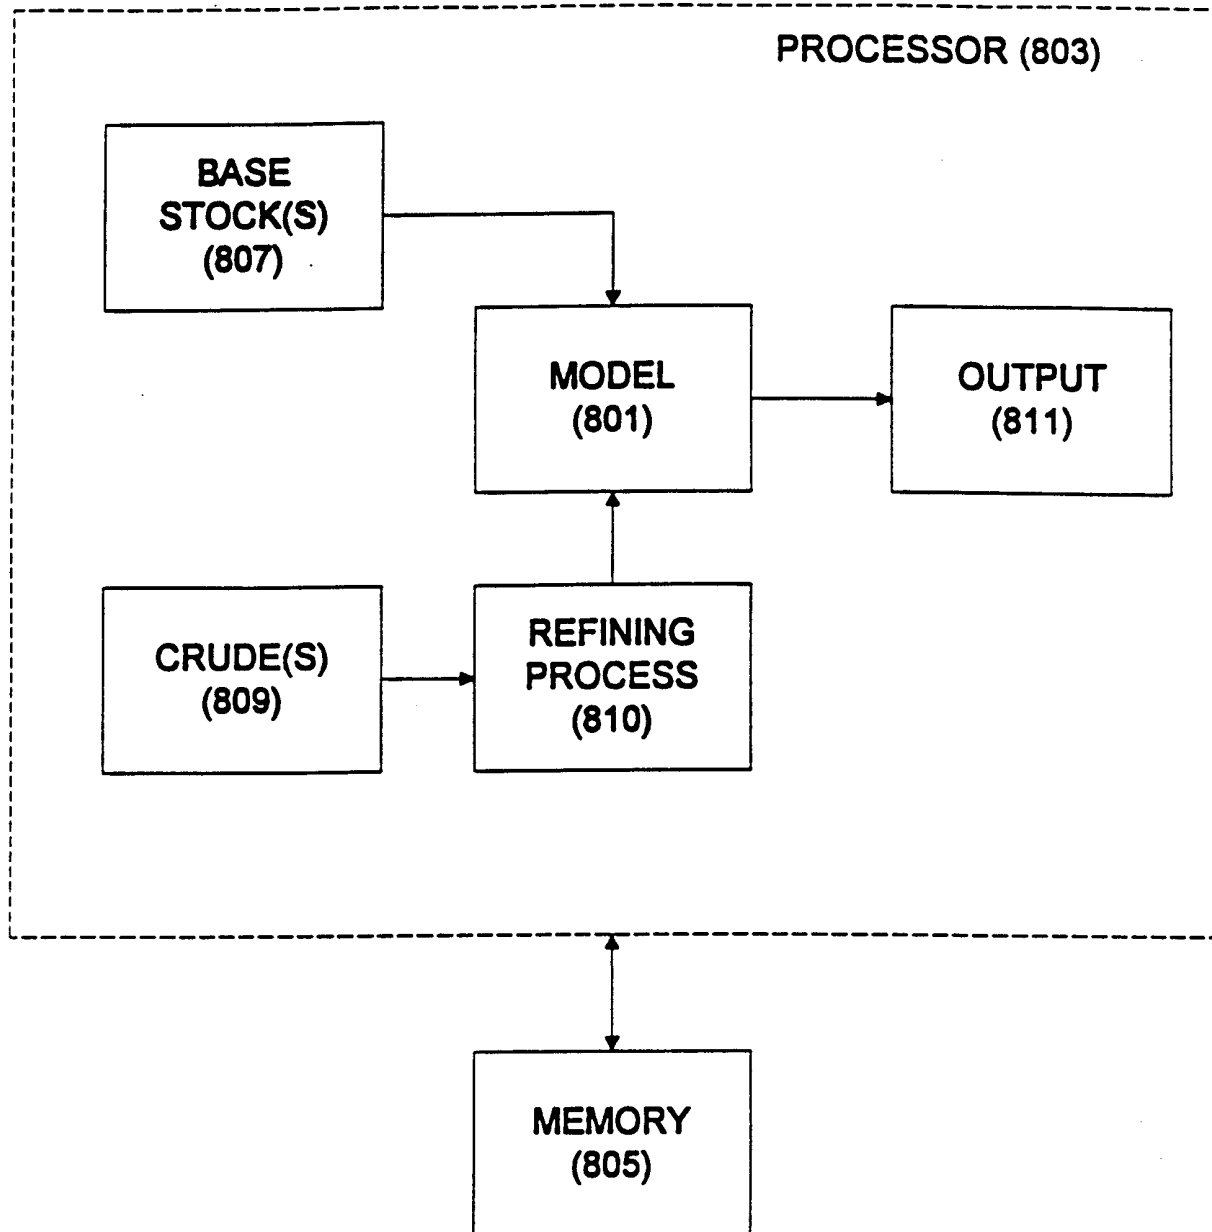 PROCESSOR (803)
BASE
STOCK(S)
(807)
MODEL
(801)
OUTPUT
(811)
CRUDE(S)
(809)
REFINING
PROCESS
(810)
MEMORY
(805)